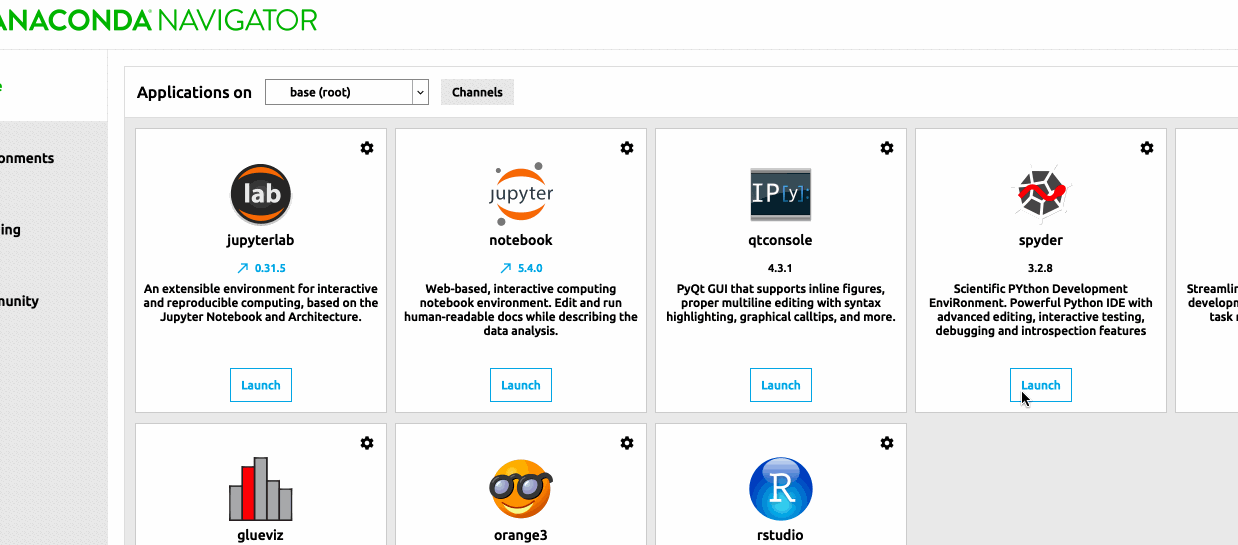 ANACONDA NAVIGATOR
Applications on
base (root)
Channels
onments
ing
munity
lab
jupyterlab
0.31.5
An extensible environment for interactive
and reproducible computing, based on the
Jupyter Notebook and Architecture.
Launch
jupyter
notebook
5.4.0
Web-based, interactive computing
notebook environment. Edit and run
human-readable docs while describing the
data analysis.
Launch
IP[y]:
qtconsole
4.3.1
PyQt GUI that supports inline figures,
proper multiline editing with syntax
highlighting, graphical calltips, and more.
Launch
spyder
3.2.8
Scientific PYthon Development
EnviRonment. Powerful Python IDE with
advanced editing, interactive testing,
debugging and introspection features
Launch
Streamlin
developm
task r
glueviz
orange3
R
rstudio